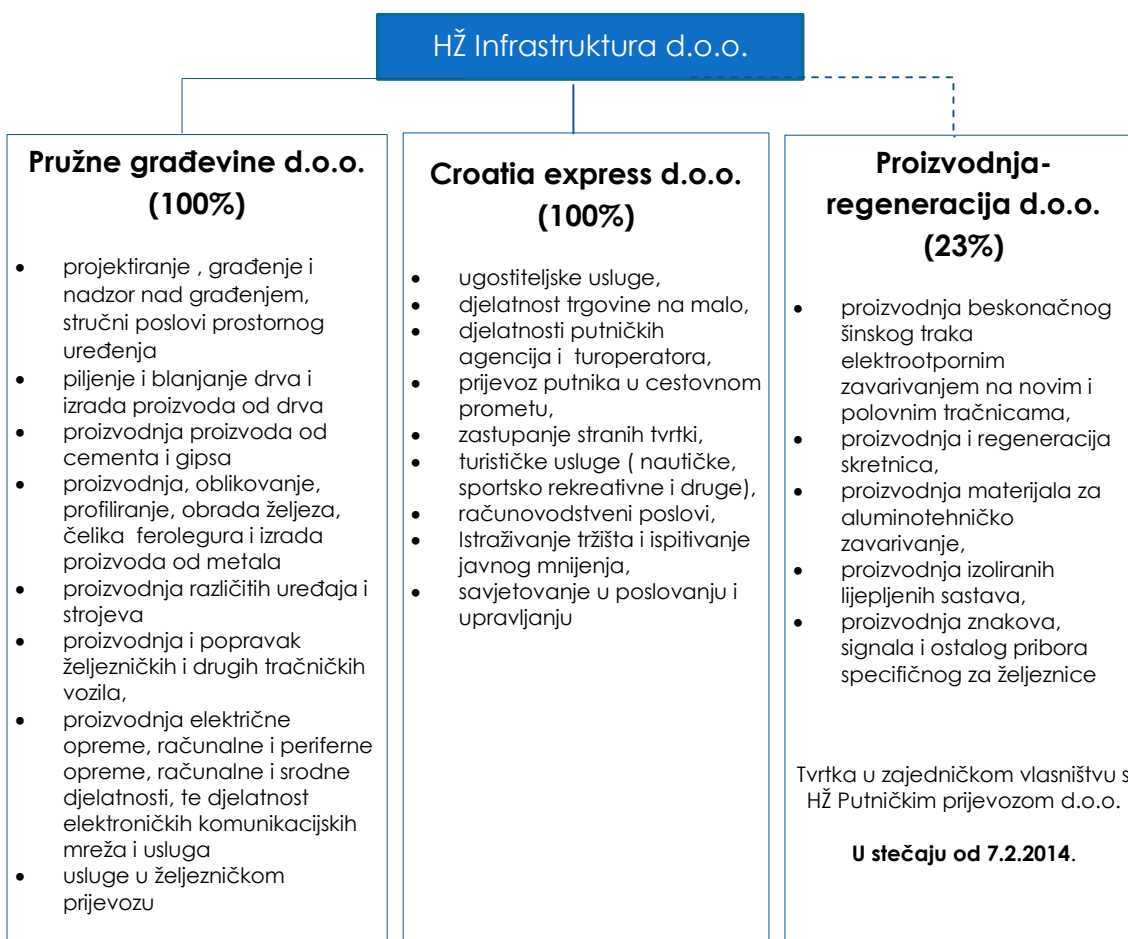 HŽ Infrastruktura d.o.o.
Pružne građevine d.o.o.
(100%)
• projektiranje , građenje i
nadzor nad građenjem,
stručni poslovi prostornog
uređenja
• piljenje i blanjanje drva i
izrada proizvoda od drva
• proizvodnja proizvoda od
cementa i gipsa
• proizvodnja, oblikovanje,
profiliranje, obrada željeza,
čelika ferolegura i izrada
proizvoda od metala
• proizvodnja različitih uređaja i
strojeva
• proizvodnja i popravak
željezničkih i drugih tračničkih
vozila,
• proizvodnja električne
opreme, računalne i periferne
opreme, računalne i srodne
djelatnosti, te djelatnost
elektroničkih komunikacijskih
mreža i usluga
• usluge u željezničkom
prijevozu
Croatia express d.o.o.
(100%)
• ugostiteljske usluge,
• djelatnost trgovine na malo,
• djelatnosti putničkih
agencija i turoperatora,
• prijevoz putnika u cestovnom
prometu,
• zastupanje stranih tvrtki,
• turističke usluge ( nautičke,
sportsko rekreativne i druge),
• računovodstveni poslovi,
• Istraživanje tržišta i ispitivanje
javnog mnijenja,
• savjetovanje u poslovanju i
upravljanju
Proizvodnja-
regeneracija d.o.o.
(23%)
• proizvodnja beskonačnog
šinskog traka
elektrootpornim
zavarivanjem na novim i
polovnim tračnicama,
• proizvodnja i regeneracija
skretnica,
• proizvodnja materijala za
aluminotehničko
zavarivanje,
• proizvodnja izoliranih
lijepljenih sastava,
• proizvodnja znakova,
signala i ostalog pribora
specifičnog za željeznice
Tvrtka u zajedničkom vlasništvu s
HŽ Putničkim prijevozom d.o.o.
U stečaju od 7.2.2014.